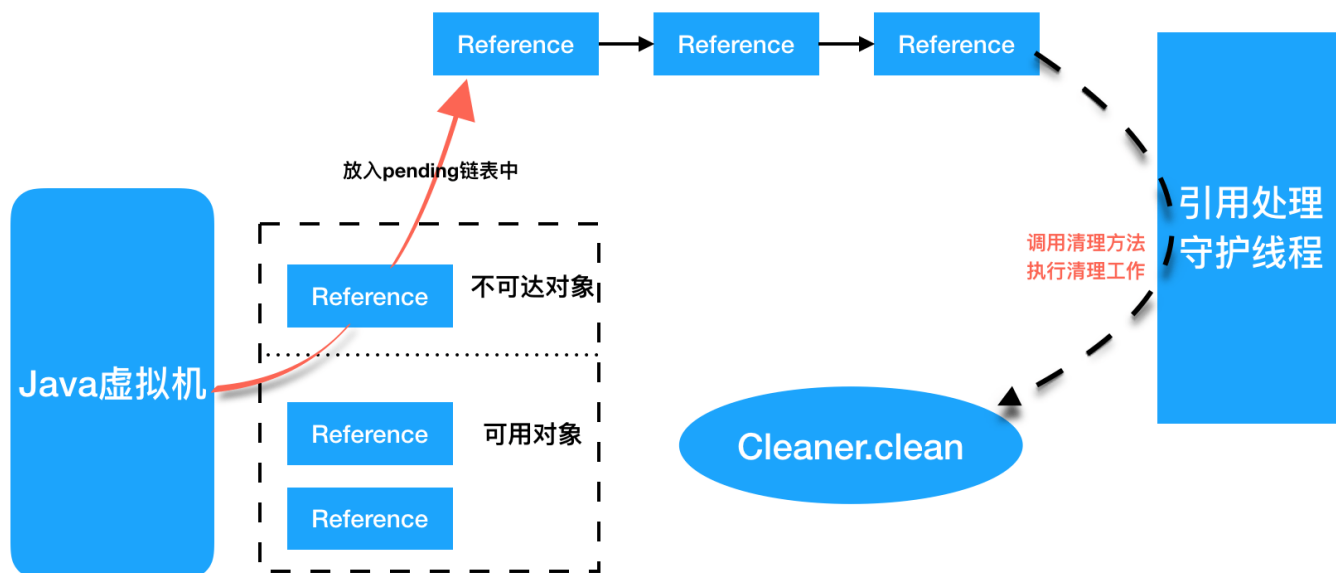 Reference
Reference
Reference
放入pending链表中
引用处理
守护线程
调用清理方法
执行清理工作
Reference
不可达对象
Java虚拟机
Reference
可用对象
Cleaner.clean
Reference